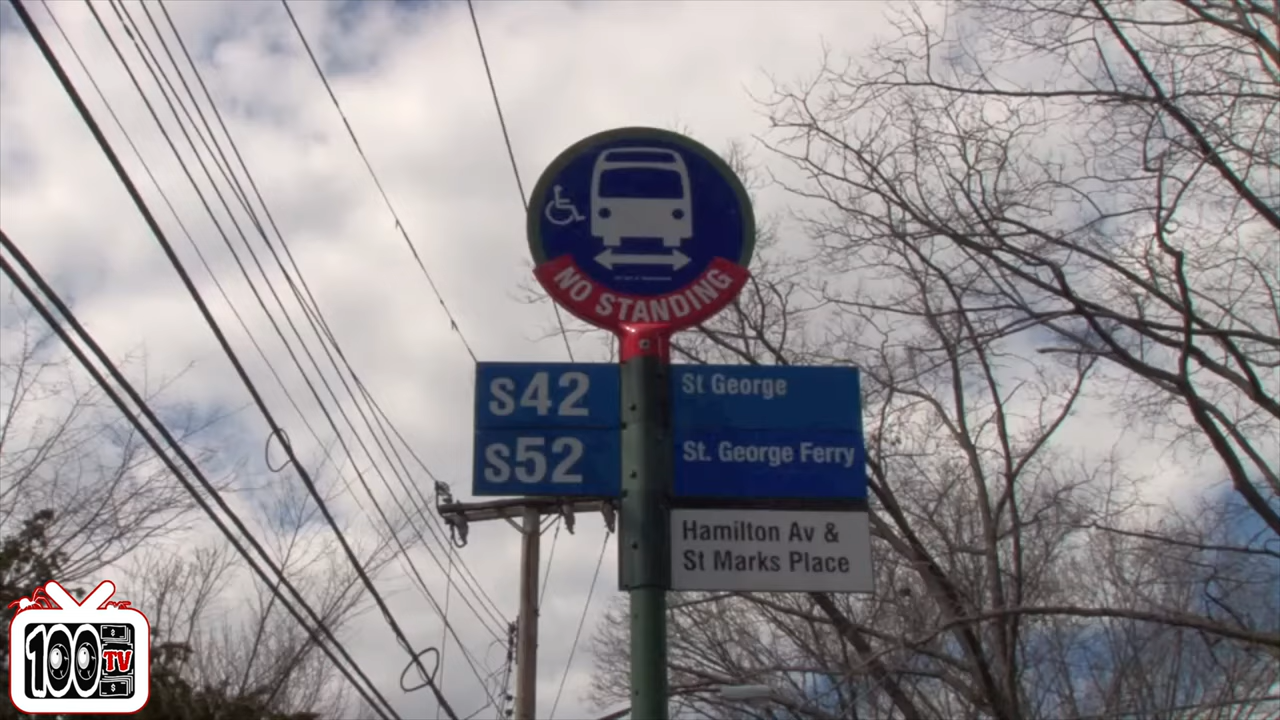 NO STANDING
S42
St George
S52
St. George Ferry
Hamilton Av &
St Marks Place
100
TV